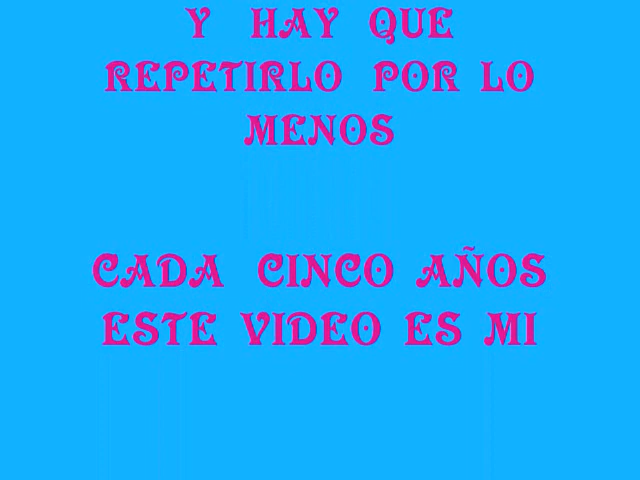 Y HAY QUE
REPETIRLO POR LO
MENOS
CADA CINCO AÑOS
ESTE VIDEO ES MI